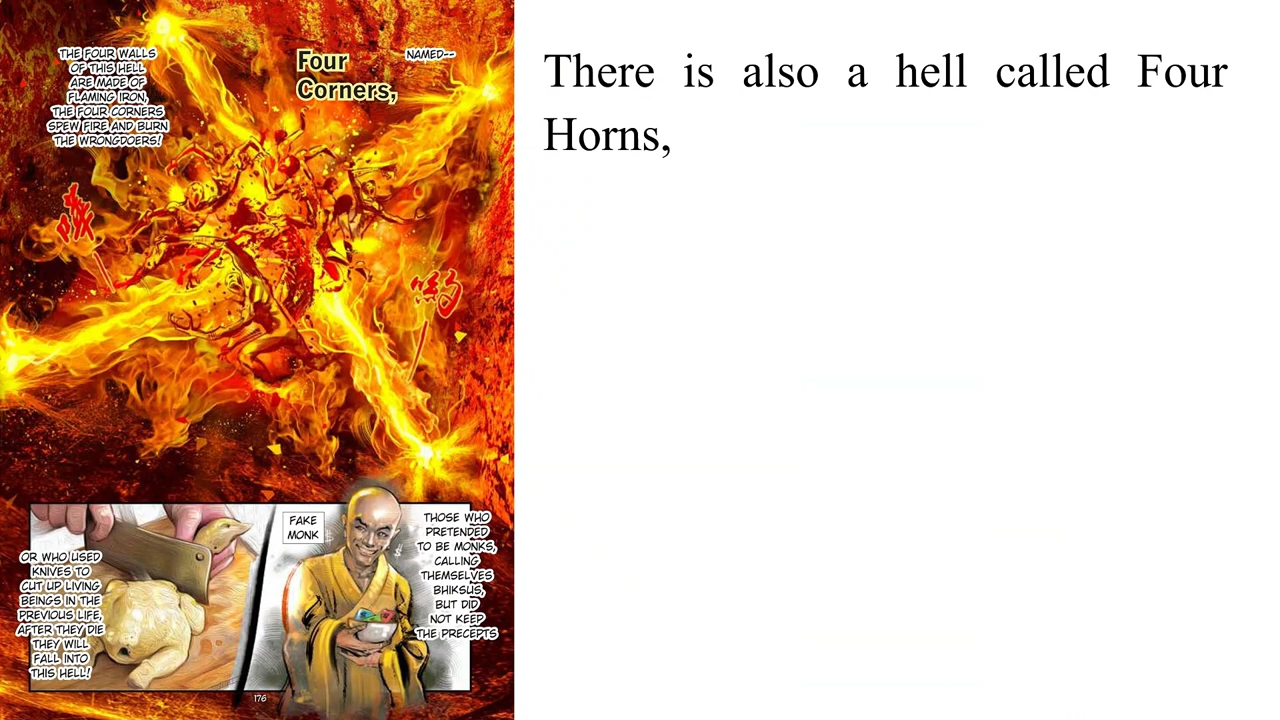 THE FOUR WALLS
OF THIS HELL
ARE MADE OF
FLAMING IRON,
THE FOUR CORNERS
SPEW FIRE AND BURN
THE WRONGDOERS!
Four
Corners,
NAMED--
There is also a hell called Four
Horns,
FAKE
MONK
THOSE WHO
PRETENDED
TO BE MONKS,
CALLING
THEMSELVES
BHIKSUS,
BUT DID
NOT KEEP
THE PRECEPTS
OR WHO USED
KNIVES TO
CUT UP LIVING
BEINGS IN THE
PREVIOUS LIFE,
AFTER THEY DIE
THEY WILL
FALL INTO
THIS HELL!
176